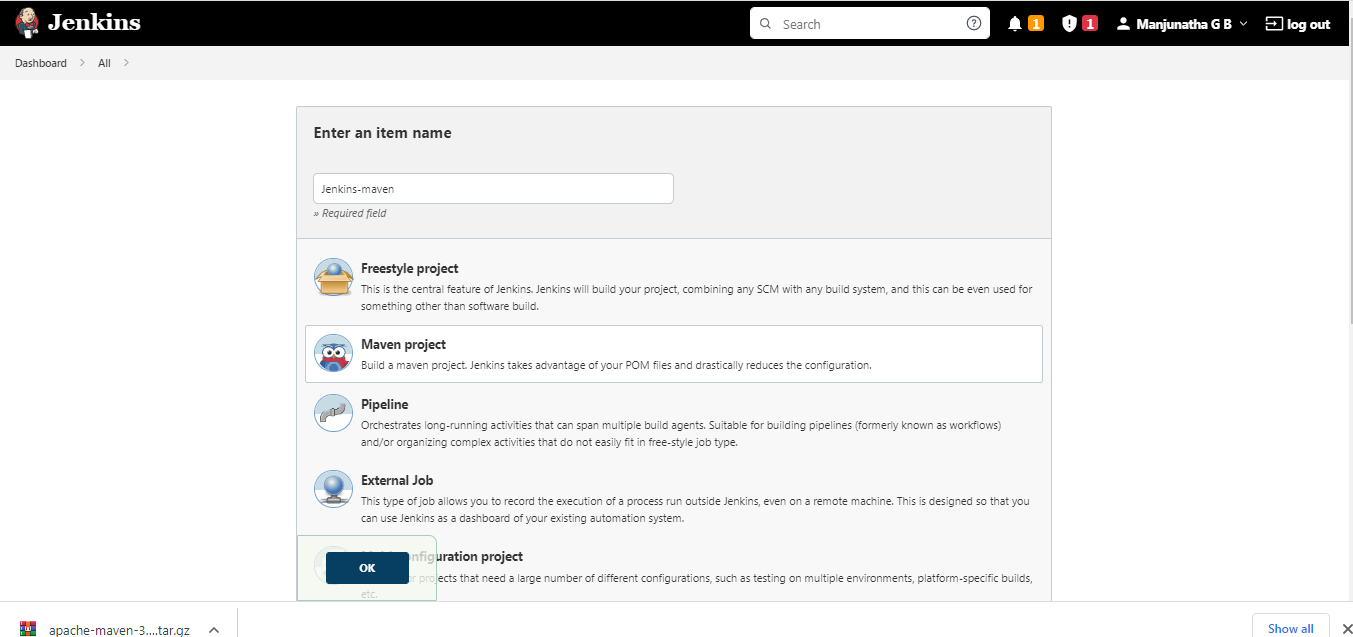 Jenkins
Search
1
1
Manjunatha G B
log out
Dashboard
All
Enter an item name
Jenkins-maven
» Required field
Freestyle project
This is the central feature of Jenkins. Jenkins will build your project, combining any SCM with any build system, and this can be even used for
something other than software build.
Maven project
Build a maven project. Jenkins takes advantage of your POM files and drastically reduces the configuration.
Pipeline
Orchestrates long-running activities that can span multiple build agents. Suitable for building pipelines (formerly known as workflows)
and/or organizing complex activities that do not easily fit in free-style job type.
External Job
This type of job allows you to record the execution of a process run outside Jenkins, even on a remote machine. This is designed so that you
can use Jenkins as a dashboard of your existing automation system.
project
OK
projects that need a large number of different configurations, such as testing on multiple environments, platform-specific builds,
etc.
apache-maven-3....tar.gz
Show all